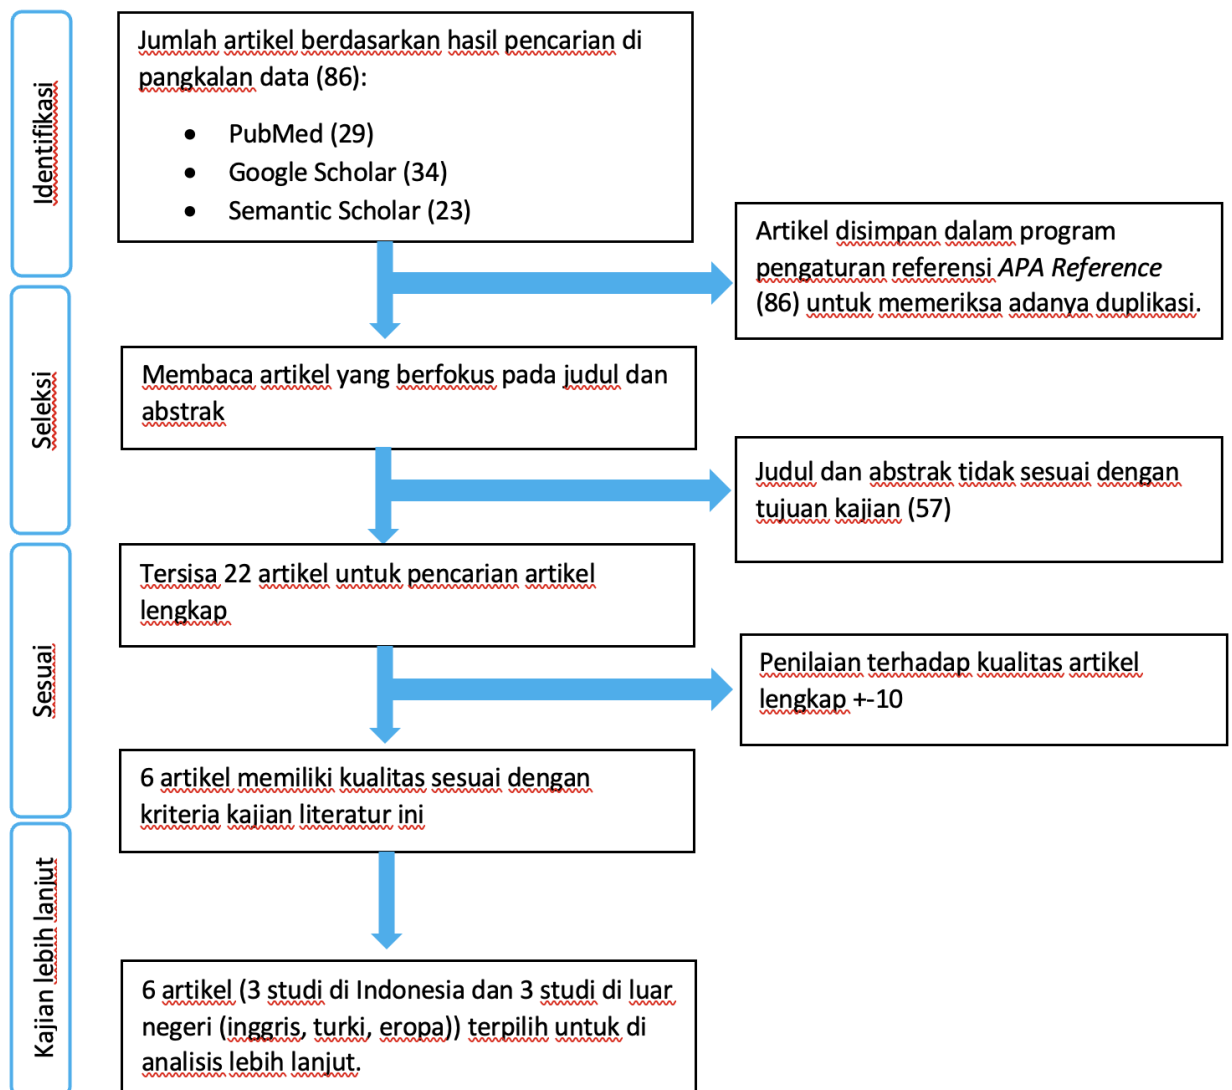 Identifikasi
Jumlah artikel berdasarkan hasil pencarian di
pangkalan data (86):
• PubMed (29)
• Google Scholar (34)
• Semantic Scholar (23)
Artikel disimpan dalam program
pengaturan referensi APA Reference
(86) untuk memeriksa adanya duplikasi.
Seleksi
Membaca artikel yang berfokus pada judul dan
abstrak
Judul dan abstrak tidak sesuai dengan
tujuan kajian (57)
Sesuai
Tersisa 22 artikel untuk pencarian artikel
lengkap
Penilaian terhadap kualitas artikel
lengkap +-10
6 artikel memiliki kualitas sesuai dengan
kriteria kajian literatur ini
Kajian lebih lanjut
6 artikel (3 studi di Indonesia dan 3 studi di luar
negeri (inggris, turki, eropa)) terpilih untuk di
analisis lebih lanjut.